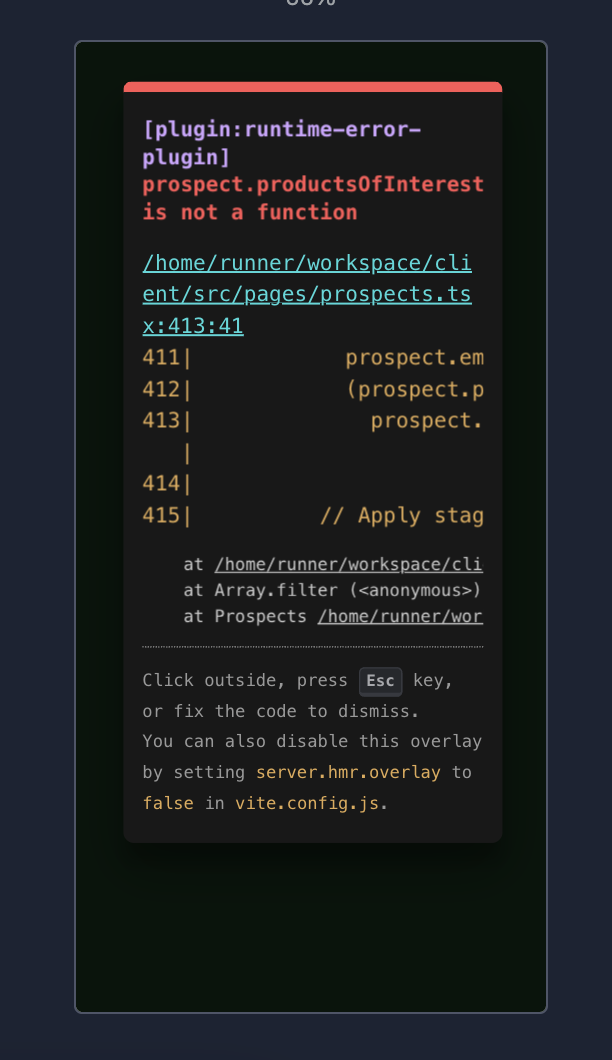 [plugin:runtime-error-
plugin]
prospect.productsOfInterest
is not a function
/home/runner/workspace/cli
ent/src/pages/prospects.ts
x:413:41
411|            prospect.em
412|            (prospect.p
413|              prospect.
   |
414|
415|          // Apply stag
at /home/runner/workspace/cli
at Array.filter (<anonymous>)
at Prospects /home/runner/wor
Click outside, press Esc key,
or fix the code to dismiss.
You can also disable this overlay
by setting server.hmr.overlay to
false in vite.config.js.